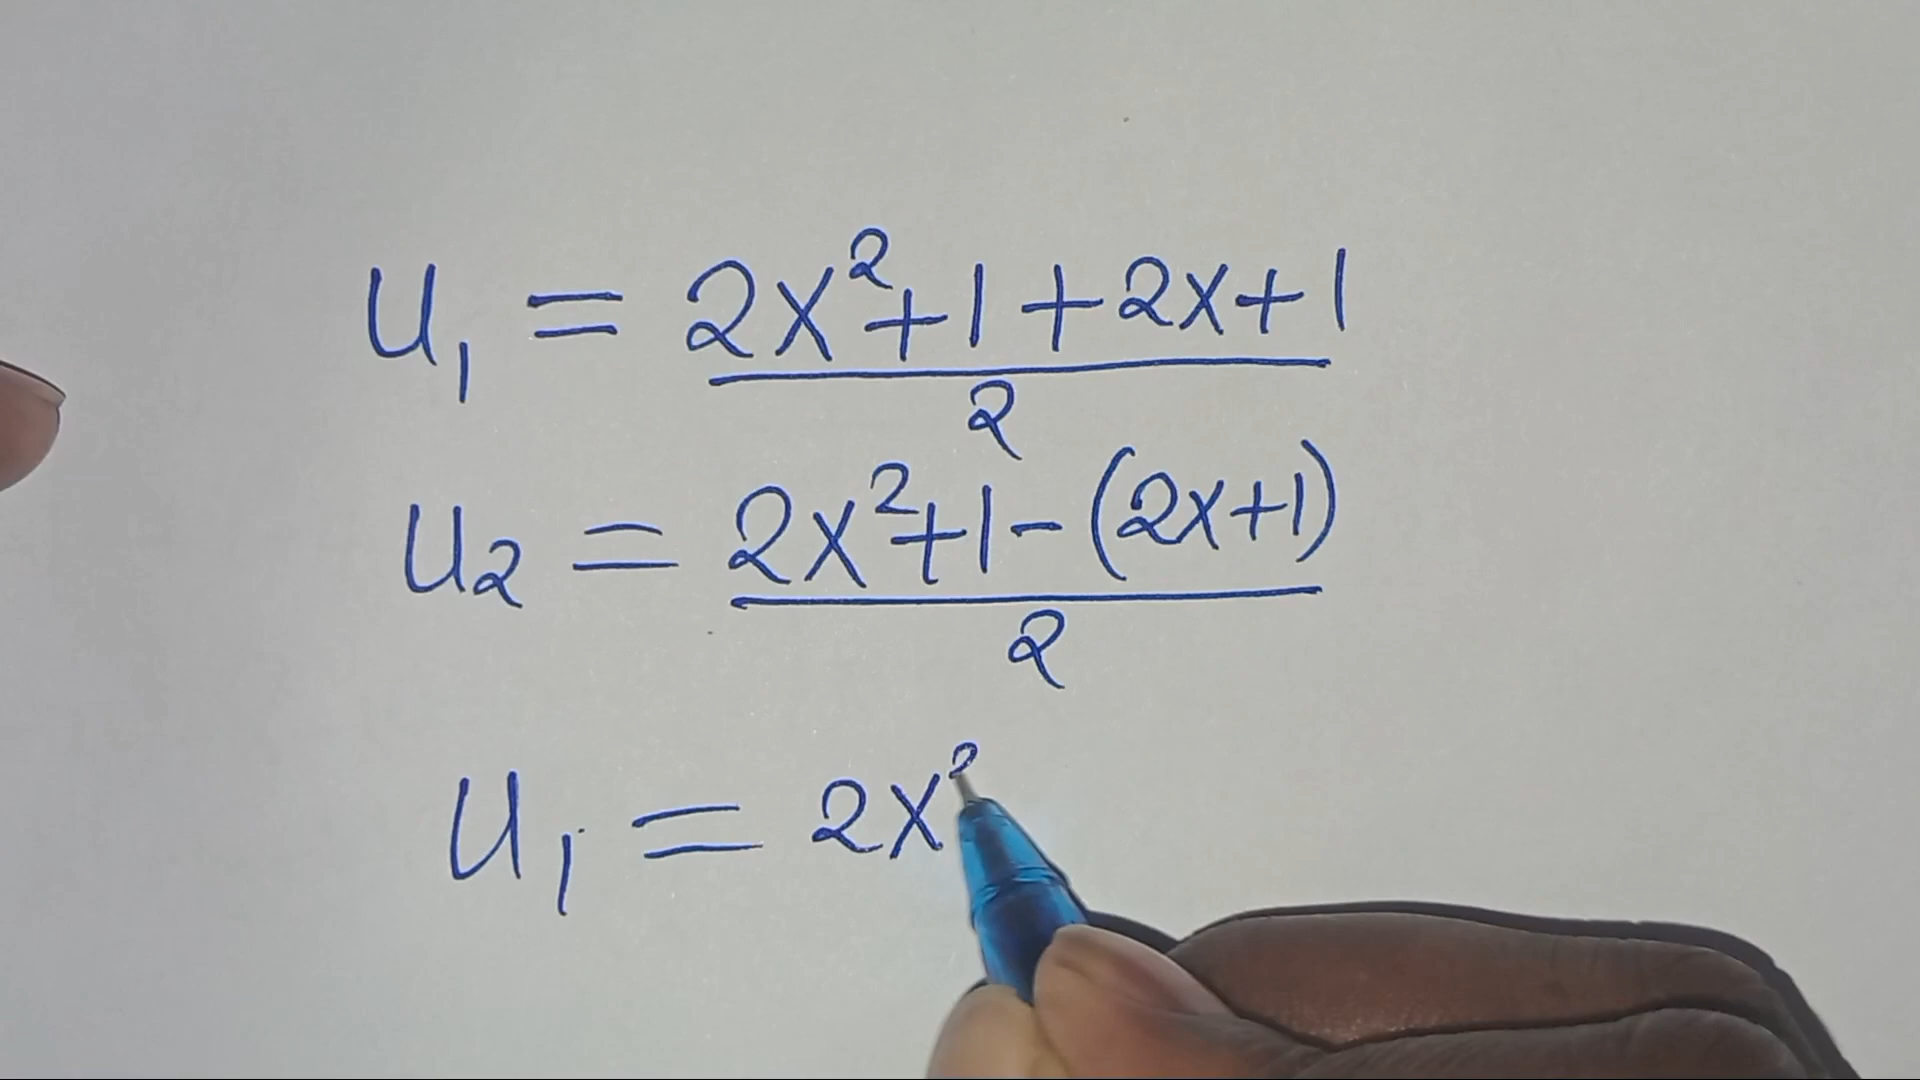 U₁ = (2x²+1+2x+1)/2
U₂ = (2x²+1-(2x+1))/2
U₁ = 2x²